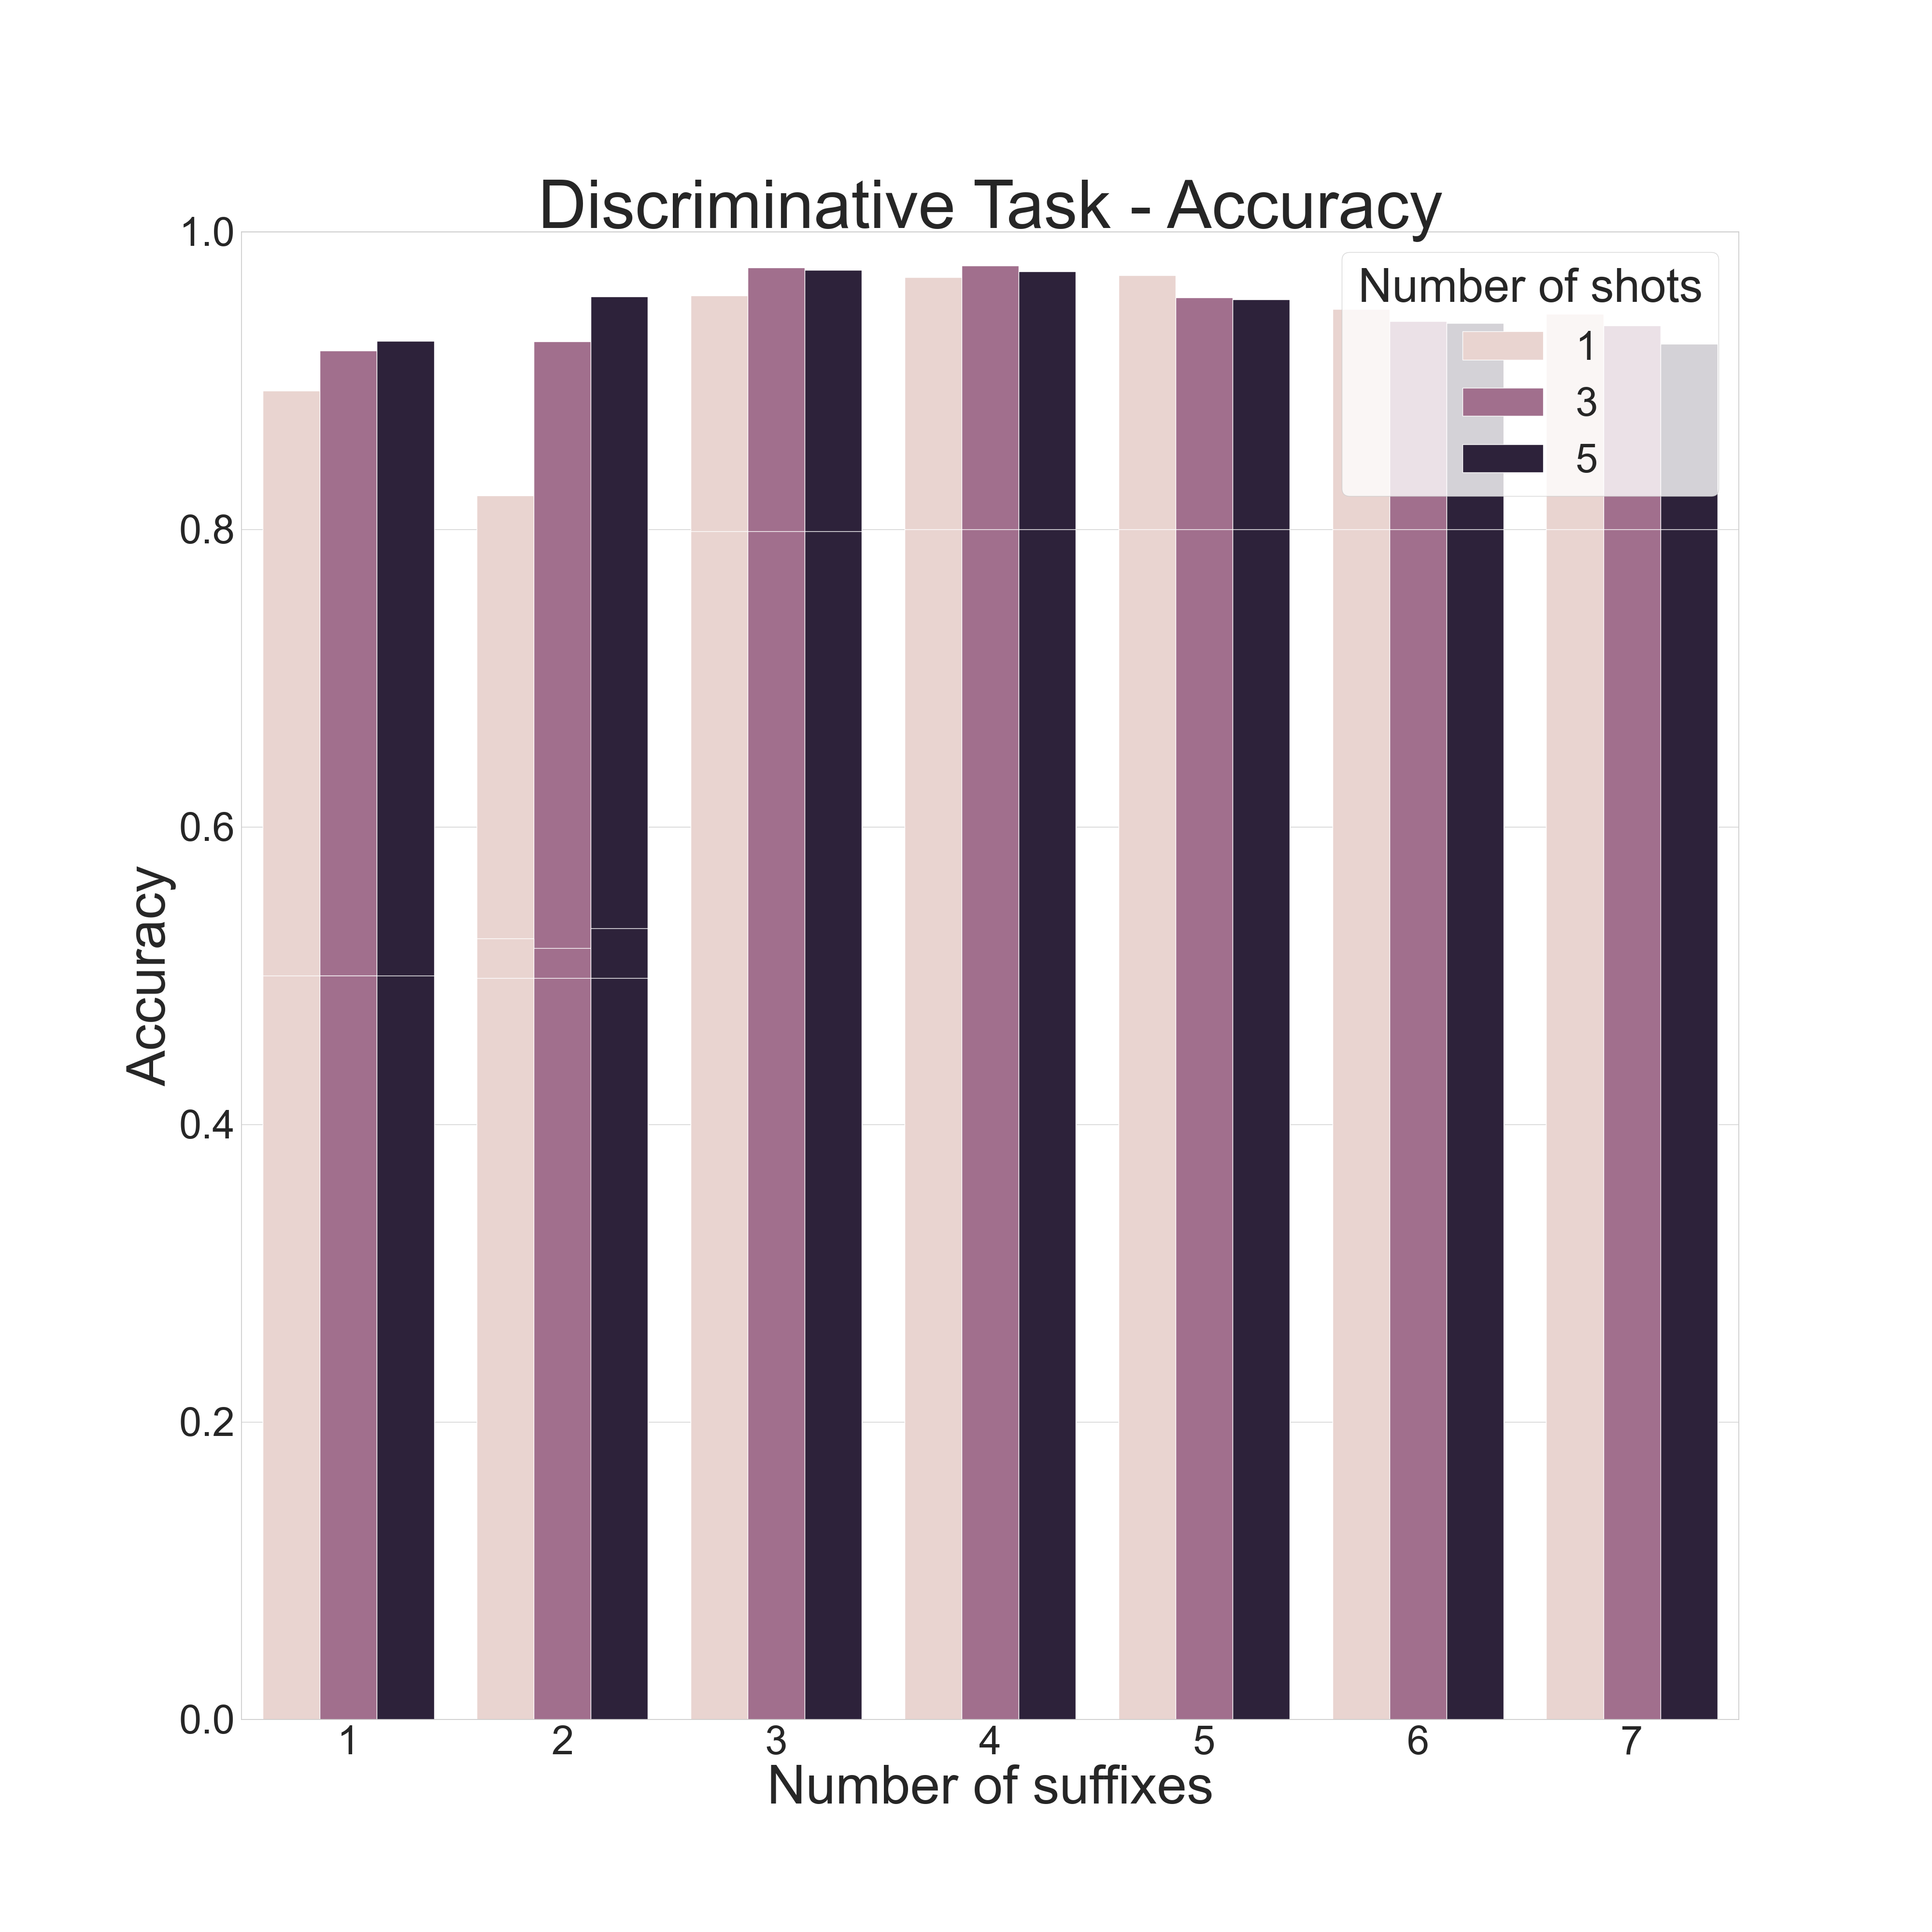 Discriminative Task - Accuracy
1.0
0.8
0.6
0.4
0.2
0.0
Accuracy
Number of shots
1
3
5
1 2 3 4 5 6 7
Number of suffixes